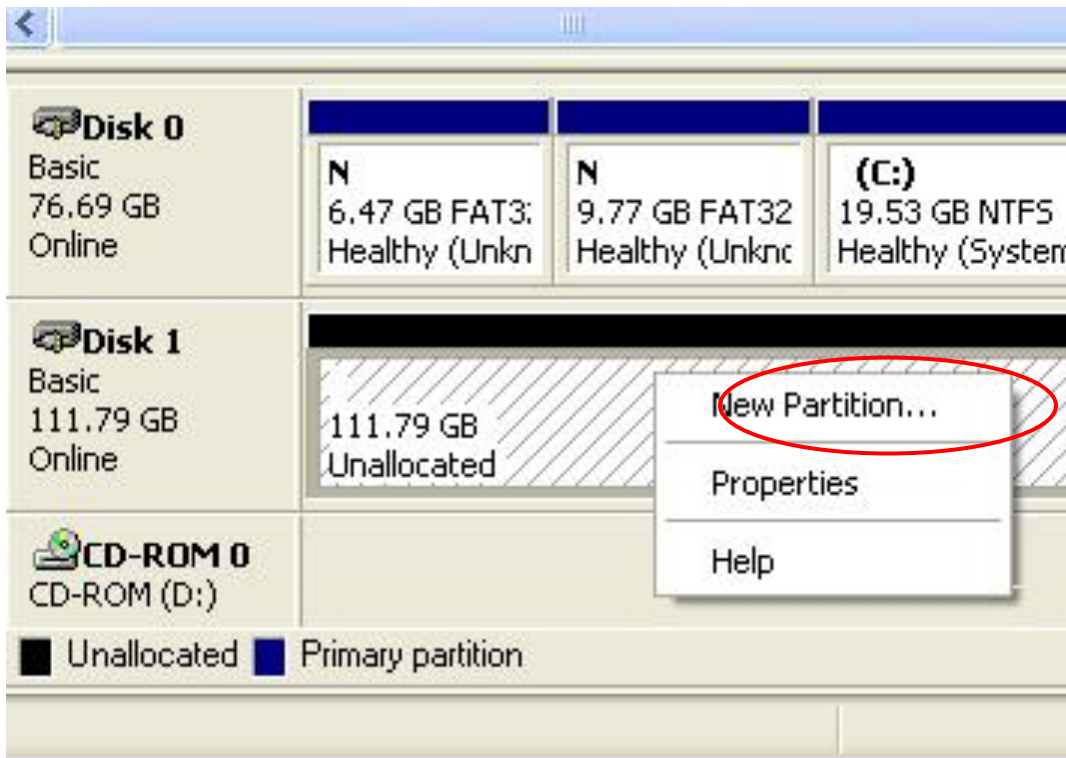 Disk 0
Basic
76.69 GB
Online
N
6.47 GB FAT3
Healthy (Unkn
N
9.77 GB FAT32
Healthy (Unkno
(C:)
19.53 GB NTFS
Healthy (System
Disk 1
Basic
111.79 GB
Online
111.79 GB
Unallocated
New Partition...
Properties
Help
CD-ROM 0
CD-ROM (D:)
Unallocated Primary partition